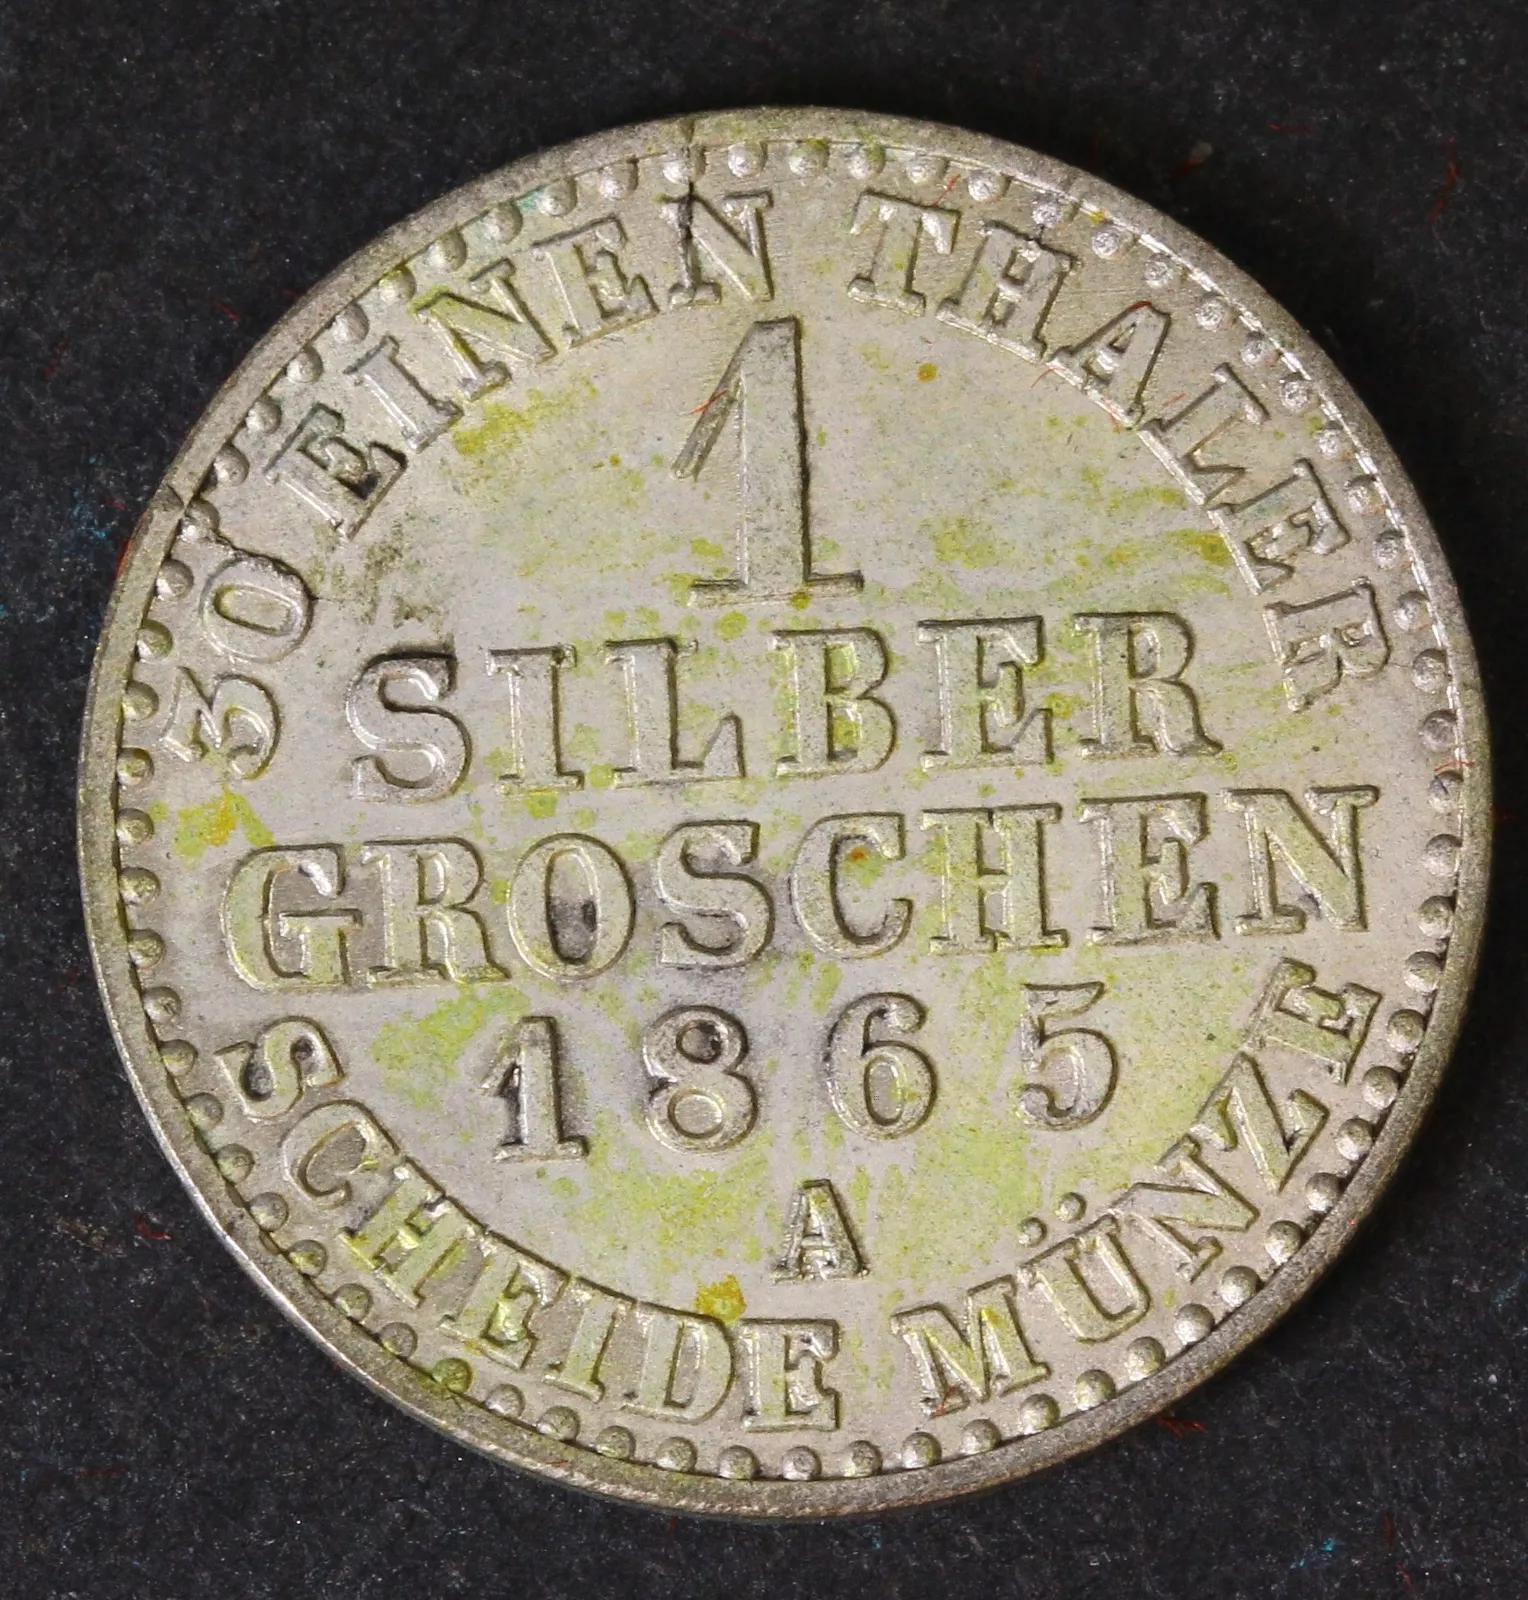 30 EINEN THALER
1
SILBER
GROSCHEN
1865
A
SCHEIDE MÜNZE